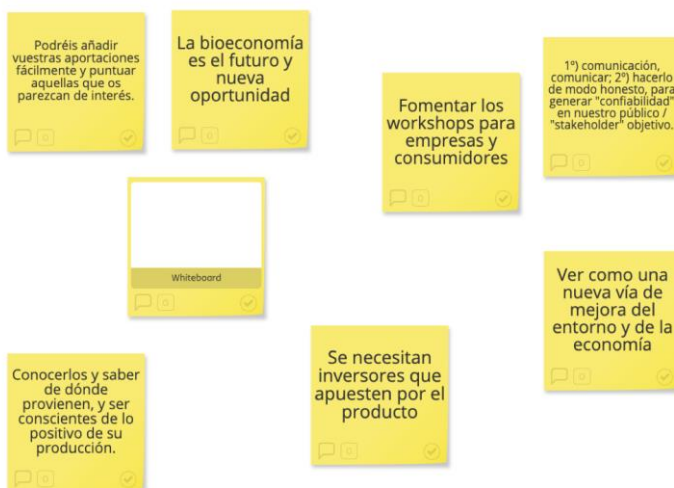 Podréis añadir
vuestras aportaciones
fácilmente y puntuar
aquellas que os
parezcan de interés.
0
La bioeconomía
es el futuro y
nueva
oportunidad
0
Fomentar los
workshops para
empresas y
consumidores
0
1º) comunicación,
comunicar; 2º) hacerlo
de modo honesto, para
generar "confiabilidad"
en nuestro público /
"stakeholder" objetivo.
0
Whiteboard
0
Ver como una
nueva vía de
mejora del
entorno y de la
economía
0
Conocerlos y saber
de dónde
provienen, y ser
conscientes de lo
positivo de su
producción.
0
Se necesitan
inversores que
apuesten por el
producto
0